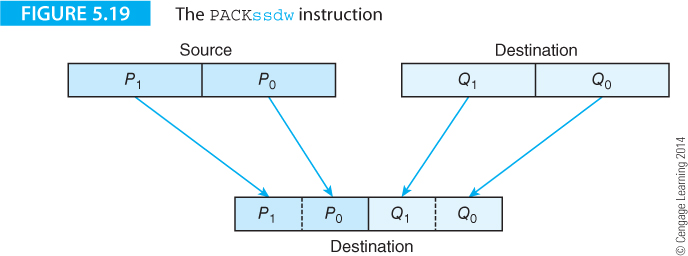 FIGURE 5.19 The PACKssdw instruction
Source Destination
P1 P0 Q1 Q0
P1 P0 Q1 Q0
Destination
© Cengage Learning 2014